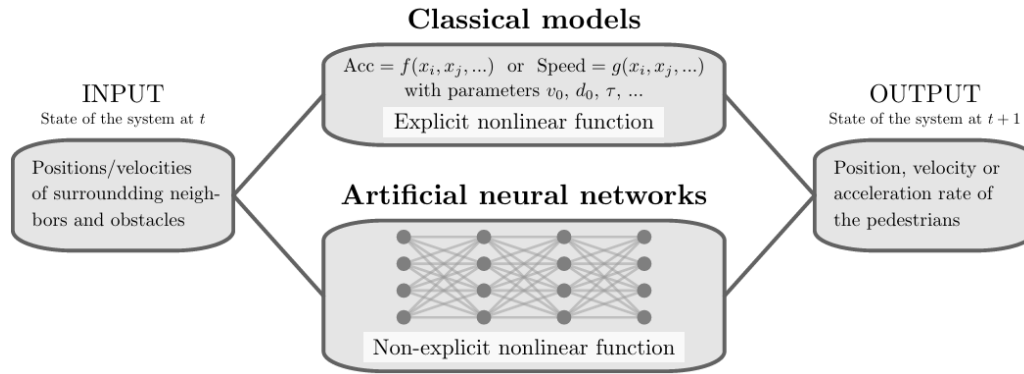 Classical models
Acc = f(x_i, x_j, ...) or Speed = g(x_i, x_j, ...)
with parameters v_0, d_0, τ, ...
Explicit nonlinear function
INPUT
State of the system at t
Positions/velocities
of surroundding neigh-
bors and obstacles
OUTPUT
State of the system at t + 1
Position, velocity or
acceleration rate of
the pedestrians
Artificial neural networks
Non-explicit nonlinear function